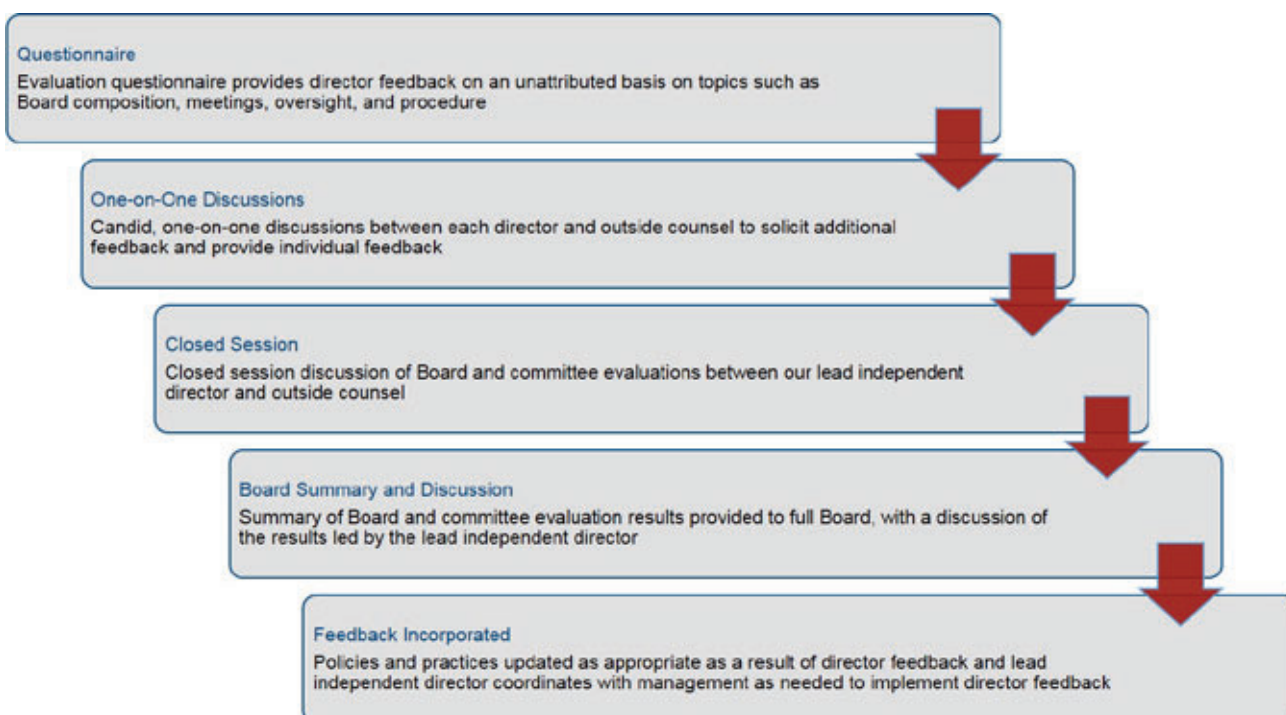 Questionnaire
Evaluation questionnaire provides director feedback on an unattributed basis on topics such as
Board composition, meetings, oversight, and procedure
One-on-One Discussions
Candid, one-on-one discussions between each director and outside counsel to solicit additional
feedback and provide individual feedback
Closed Session
Closed session discussion of Board and committee evaluations between our lead independent
director and outside counsel
Board Summary and Discussion
Summary of Board and committee evaluation results provided to full Board, with a discussion of
the results led by the lead independent director
Feedback Incorporated
Policies and practices updated as appropriate as a result of director feedback and lead
independent director coordinates with management as needed to implement director feedback